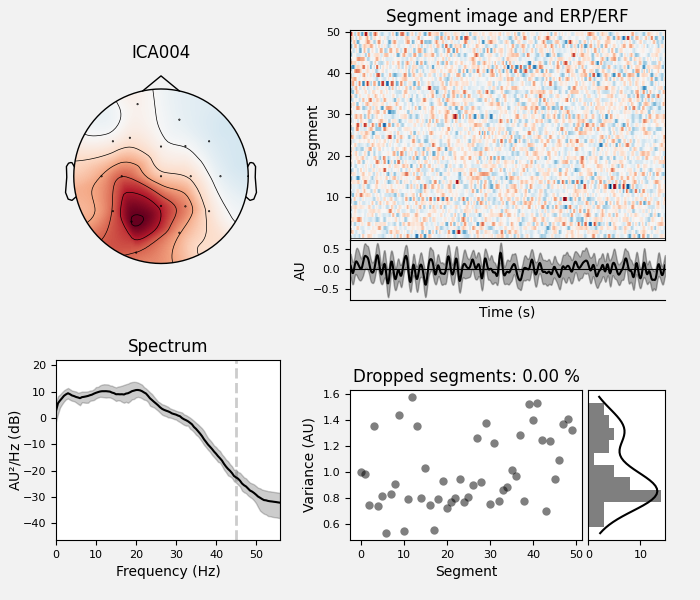 ICA004
Segment image and ERP/ERF
Segment
50
40
30
20
10
AU
0.5
0.0
−0.5
Time (s)
Spectrum
AU²/Hz (dB)
20
10
0
−10
−20
−30
−40
0 10 20 30 40 50
Frequency (Hz)
Dropped segments: 0.00 %
Variance (AU)
1.6
1.4
1.2
1.0
0.8
0.6
0 10 20 30 40 50
Segment
0 10